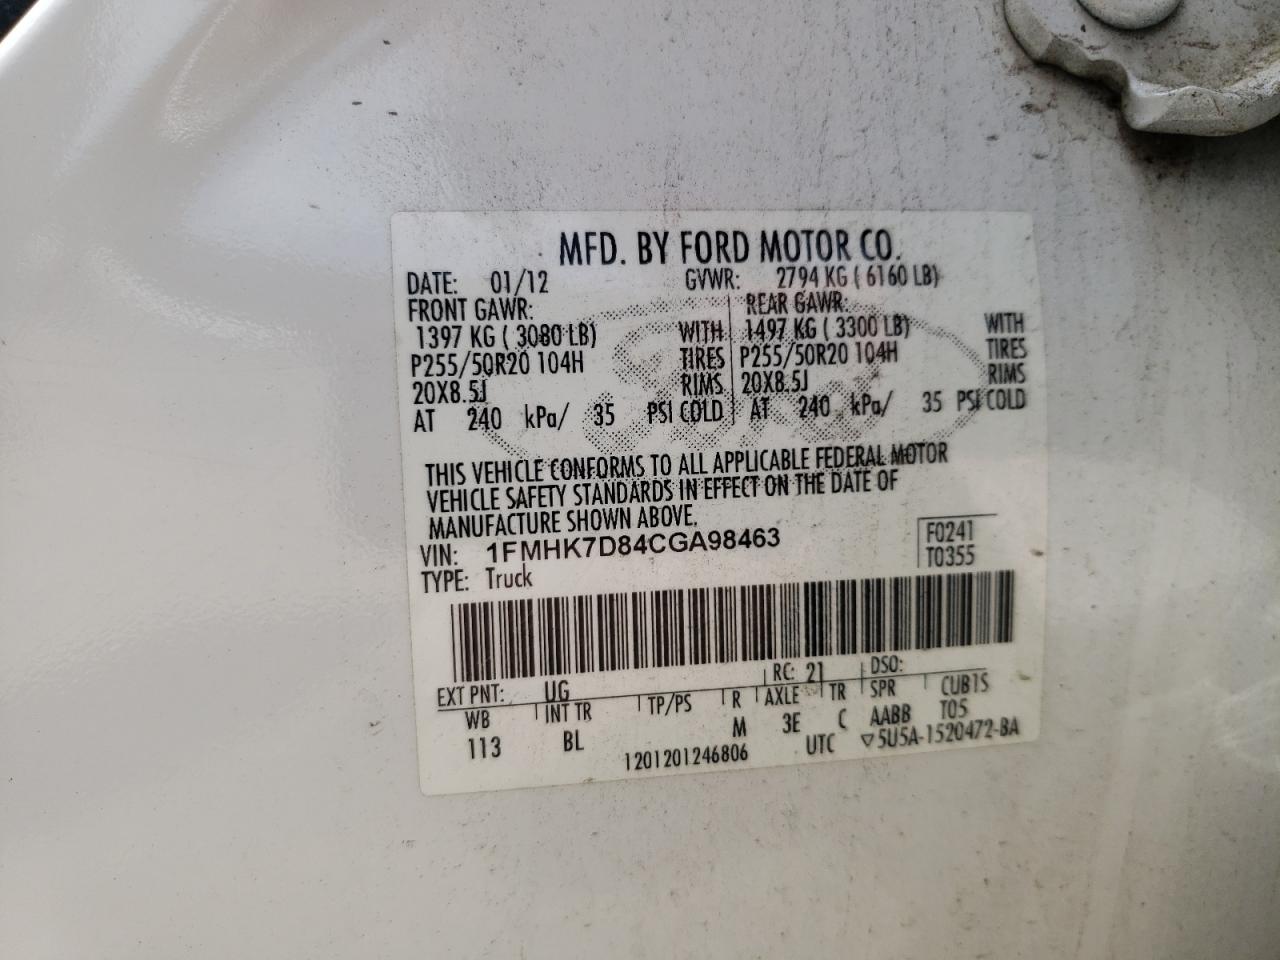 MFD. BY FORD MOTOR CO.
DATE: 01/12 GVWR: 2794 KG ( 6160 LB)
FRONT GAWR: REAR GAWR:
1397 KG ( 3080 LB) WITH 1497 KG ( 3300 LB) WITH
P255/50R20 104H TIRES P255/50R20 104H TIRES
20X8.5J RIMS 20X8.5J RIMS
AT 240 kPa/ 35 PSI COLD AT 240 kPa/ 35 PSI COLD
THIS VEHICLE CONFORMS TO ALL APPLICABLE FEDERAL MOTOR
VEHICLE SAFETY STANDARDS IN EFFECT ON THE DATE OF
MANUFACTURE SHOWN ABOVE.
VIN: 1FMHK7D84CGA98463 F0241
TYPE: Truck T0355
EXT PNT: UG RC: 21 DSO:
WB INT TR TP/PS R AXLE TR SPR CUB1S
113 BL M 3E C AABB T05
1201201246806 UTC ▽5U5A-1520472-BA